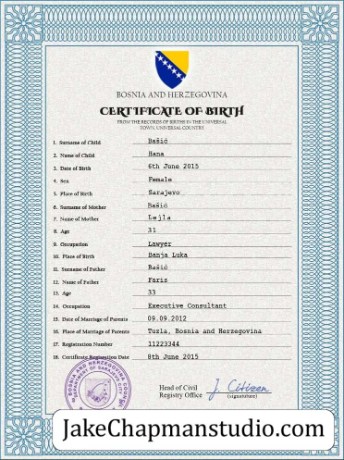 BOSNIA AND HERZEGOVINA
CERTIFICATE OF BIRTH
FROM THE RECORDS OF BIRTHS IN THE UNIVERSAL
TOWN, UNIVERSAL COUNTRY
1. Surname of Child Bašić
2. Name of Child Hana
3. Date of Birth 6th June 2015
4. Sex Female
5. Place of Birth Sarajevo
6. Surname of Mother Bašić
7. Name of Mother Lejla
8. Age 31
9. Occupation Lawyer
10. Place of Birth Banja Luka
11. Surname of Father Bašić
12. Name of Father Faris
13. Age 33
14. Occupation Executive Consultant
15. Date of Marriage of Parents 09.09.2012
16. Place of Marriage of Parents Tuzla, Bosnia and Herzegovina
17. Registration Number 11223344
18. Certificate Registration Date 8th June 2015
BOSNIA AND HERZEGOVINA
Head of Civil
Registry Office J. Citizen
(signature)
JakeChapmanstudio.com